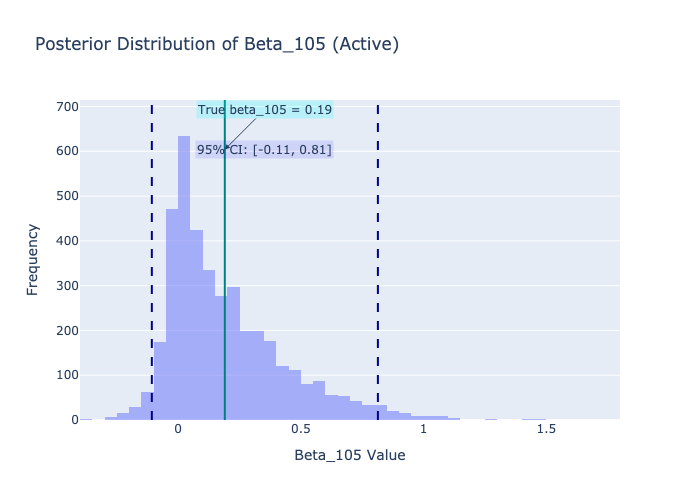 Posterior Distribution of Beta_105 (Active)
True beta_105 = 0.19
95% CI: [-0.11, 0.81]
700
600
500
400
300
200
100
0
Frequency
0
0.5
1
1.5
Beta_105 Value